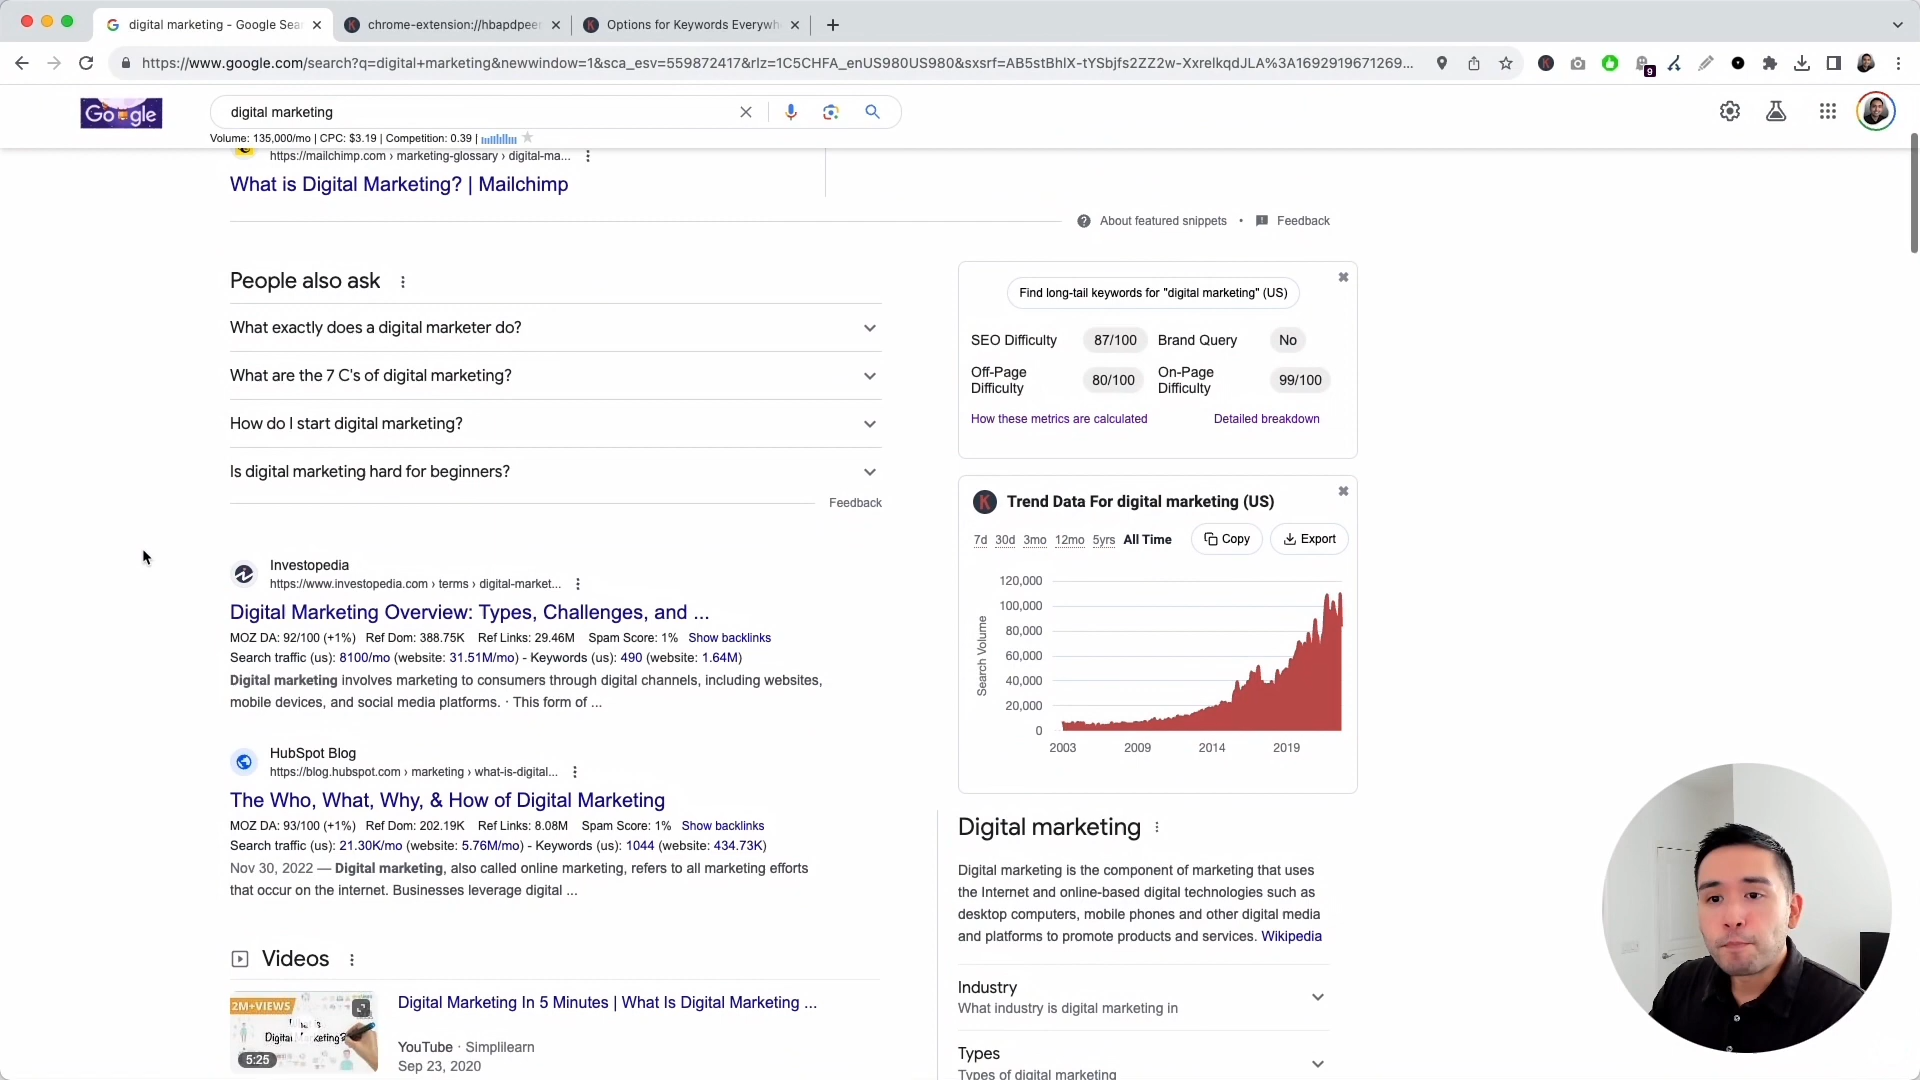 digital marketing - Google Sea
chrome-extension://hbapdpee
Options for Keywords Everywh
https://www.google.com/search?q=digital+marketing&newwindow=1&sca_esv=559872417&rlz=1C5CHFA_enUS980US980&sxsrf=AB5stBhlX-tYSbjfs2ZZ2w-XxrelkqdJLA%3A1692919671269...
9
Google
digital marketing
Volume: 135,000/mo | CPC: $3.19 | Competition: 0.39 |
https://mailchimp.com › marketing-glossary › digital-ma...
What is Digital Marketing? | Mailchimp
About featured snippets • Feedback
People also ask
What exactly does a digital marketer do?
What are the 7 C's of digital marketing?
How do I start digital marketing?
Is digital marketing hard for beginners?
Feedback
Investopedia
https://www.investopedia.com › terms › digital-market...
Digital Marketing Overview: Types, Challenges, and ...
MOZ DA: 92/100 (+1%) Ref Dom: 388.75K Ref Links: 29.46M Spam Score: 1% Show backlinks
Search traffic (us): 8100/mo (website: 31.51M/mo) - Keywords (us): 490 (website: 1.64M)
Digital marketing involves marketing to consumers through digital channels, including websites,
mobile devices, and social media platforms. · This form of ...
HubSpot Blog
https://blog.hubspot.com › marketing › what-is-digital...
The Who, What, Why, & How of Digital Marketing
MOZ DA: 93/100 (+1%) Ref Dom: 202.19K Ref Links: 8.08M Spam Score: 1% Show backlinks
Search traffic (us): 21.30K/mo (website: 5.76M/mo) - Keywords (us): 1044 (website: 434.73K)
Nov 30, 2022 — Digital marketing, also called online marketing, refers to all marketing efforts
that occur on the internet. Businesses leverage digital ...
Videos
2M+VIEWS
What is
Digital Marketing?
5:25
Digital Marketing In 5 Minutes | What Is Digital Marketing ...
YouTube · Simplilearn
Sep 23, 2020
Find long-tail keywords for "digital marketing" (US)
SEO Difficulty 87/100 Brand Query No
Off-Page Difficulty 80/100 On-Page Difficulty 99/100
How these metrics are calculated Detailed breakdown
K
Trend Data For digital marketing (US)
7d 30d 3mo 12mo 5yrs All Time Copy Export
Search Volume
120,000
100,000
80,000
60,000
40,000
20,000
0
2003 2009 2014 2019
Digital marketing
Digital marketing is the component of marketing that uses
the Internet and online-based digital technologies such as
desktop computers, mobile phones and other digital media
and platforms to promote products and services. Wikipedia
Industry
What industry is digital marketing in
Types
Types of digital marketing